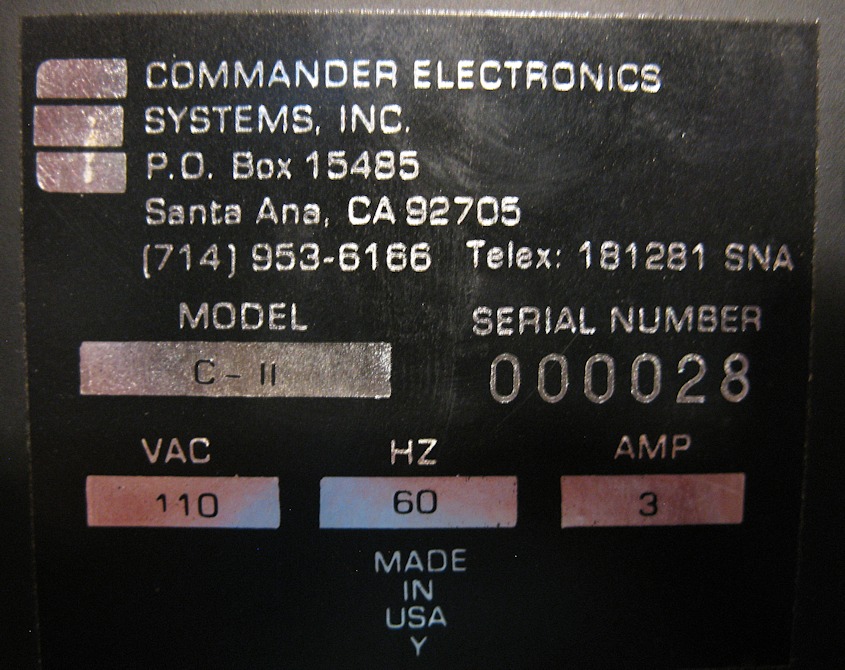 COMMANDER ELECTRONICS
SYSTEMS, INC.
P.O. Box 15485
Santa Ana, CA 92705
(714) 953-6166 Telex: 181281 SNA
MODEL SERIAL NUMBER
C - II 000028
VAC HZ AMP
110 60 3
MADE
IN
USA
Y